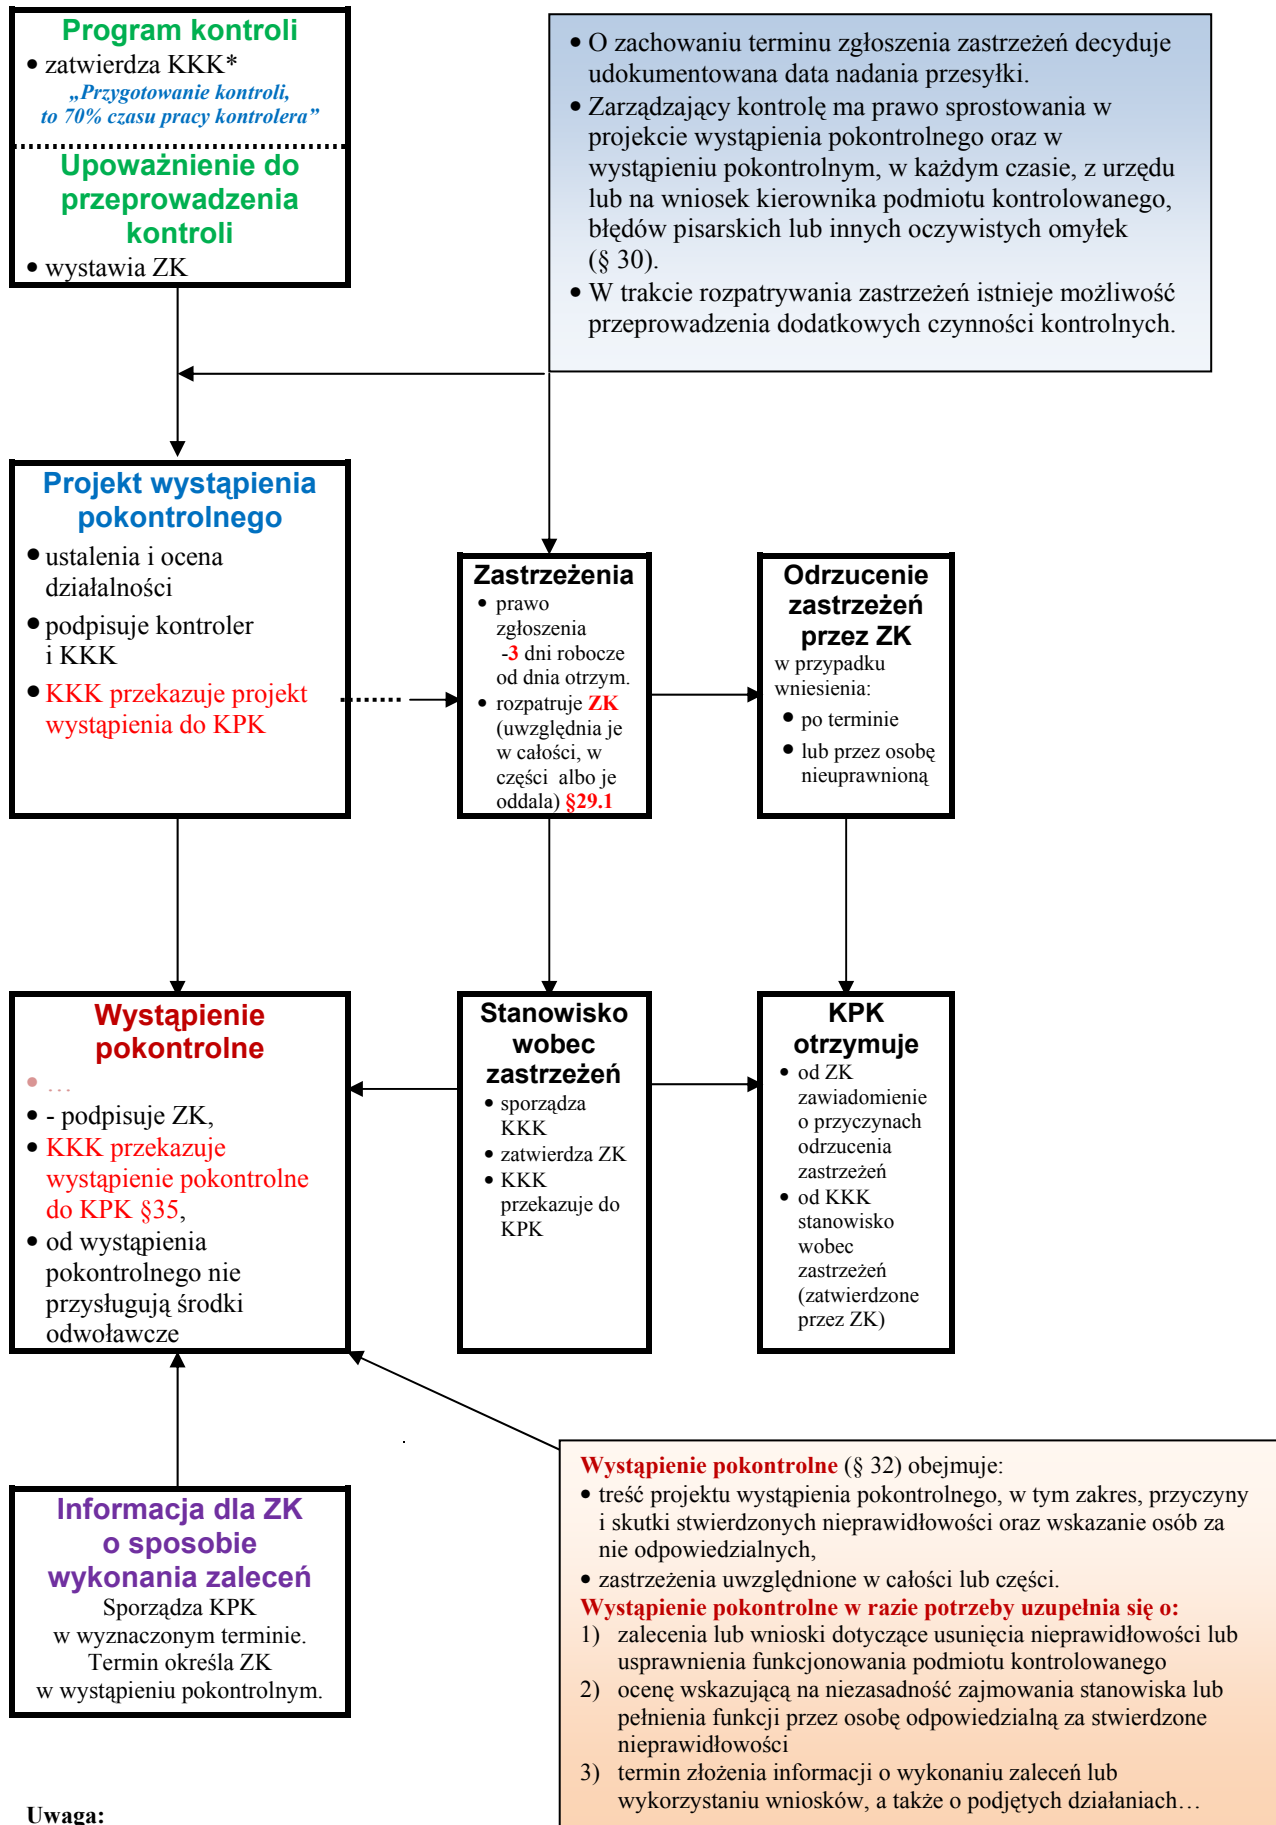 Program kontroli
• zatwierdza KKK*
„Przygotowanie kontroli,
to 70% czasu pracy kontrolera”
Upoważnienie do
przeprowadzenia
kontroli
• wystawia ZK
• O zachowaniu terminu zgłoszenia zastrzeżeń decyduje
udokumentowana data nadania przesyłki.
• Zarządzający kontrolę ma prawo sprostowania w
projekcie wystąpienia pokontrolnego oraz w
wystąpieniu pokontrolnym, w każdym czasie, z urzędu
lub na wniosek kierownika podmiotu kontrolowanego,
błędów pisarskich lub innych oczywistych omyłek
(§ 30).
• W trakcie rozpatrywania zastrzeżeń istnieje możliwość
przeprowadzenia dodatkowych czynności kontrolnych.
Projekt wystąpienia
pokontrolnego
• ustalenia i ocena
działalności
• podpisuje kontroler
i KKK
• KKK przekazuje projekt
wystąpienia do KPK
Zastrzeżenia
• prawo
zgłoszenia
-3 dni robocze
od dnia otrzym.
• rozpatruje ZK
(uwzględnia je
w całości, w
części albo je
oddala) §29.1
Odrzucenie
zastrzeżeń
przez ZK
w przypadku
wniesienia:
• po terminie
• lub przez osobę
nieuprawnioną
Wystąpienie
pokontrolne
• …
• - podpisuje ZK,
• KKK przekazuje
wystąpienie pokontrolne
do KPK §35,
• od wystąpienia
pokontrolnego nie
przysługują środki
odwoławcze
Stanowisko
wobec
zastrzeżeń
• sporządza
KKK
• zatwierdza ZK
• KKK
przekazuje do
KPK
KPK
otrzymuje
• od ZK
zawiadomienie
o przyczynach
odrzucenia
zastrzeżeń
• od KKK
stanowisko
wobec
zastrzeżeń
(zatwierdzone
przez ZK)
Informacja dla ZK
o sposobie
wykonania zaleceń
Sporządza KPK
w wyznaczonym terminie.
Termin określa ZK
w wystąpieniu pokontrolnym.
Wystąpienie pokontrolne (§ 32) obejmuje:
• treść projektu wystąpienia pokontrolnego, w tym zakres, przyczyny
i skutki stwierdzonych nieprawidłowości oraz wskazanie osób za
nie odpowiedzialnych,
• zastrzeżenia uwzględnione w całości lub części.
Wystąpienie pokontrolne w razie potrzeby uzupełnia się o:
1) zalecenia lub wnioski dotyczące usunięcia nieprawidłowości lub
usprawnienia funkcjonowania podmiotu kontrolowanego
2) ocenę wskazującą na niezasadność zajmowania stanowiska lub
pełnienia funkcji przez osobę odpowiedzialną za stwierdzone
nieprawidłowości
3) termin złożenia informacji o wykonaniu zaleceń lub
wykorzystaniu wniosków, a także o podjętych działaniach…
Uwaga: